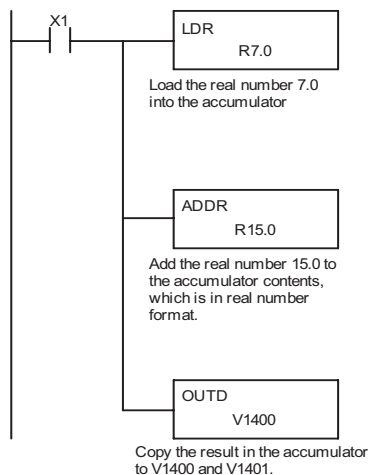 X1
LDR
R7.0
Load the real number 7.0
into the accumulator
ADDR
R15.0
Add the real number 15.0 to
the accumulator contents,
which is in real number
format.
OUTD
V1400
Copy the result in the accumulator
to V1400 and V1401.